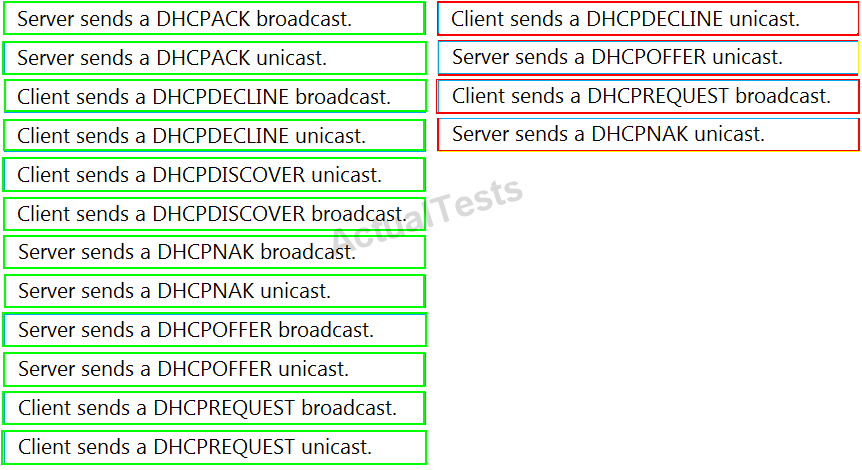 Server sends a DHCPACK broadcast.
Server sends a DHCPACK unicast.
Client sends a DHCPDECLINE broadcast.
Client sends a DHCPDECLINE unicast.
Client sends a DHCPDISCOVER unicast.
Client sends a DHCPDISCOVER broadcast.
Server sends a DHCPNAK broadcast.
Server sends a DHCPNAK unicast.
Server sends a DHCPOFFER broadcast.
Server sends a DHCPOFFER unicast.
Client sends a DHCPREQUEST broadcast.
Client sends a DHCPREQUEST unicast.
Client sends a DHCPDECLINE unicast.
Server sends a DHCPOFFER unicast.
Client sends a DHCPREQUEST broadcast.
Server sends a DHCPNAK unicast.
ActualTests